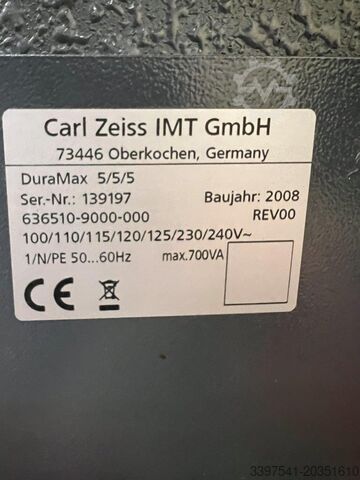 Carl Zeiss IMT GmbH
73446 Oberkochen, Germany
DuraMax 5/5/5
Ser.-Nr.: 139197 Baujahr: 2008
636510-9000-000 REV00
100/110/115/120/125/230/240V~
1/N/PE 50...60Hz max.700VA
CE
3397541-20351610